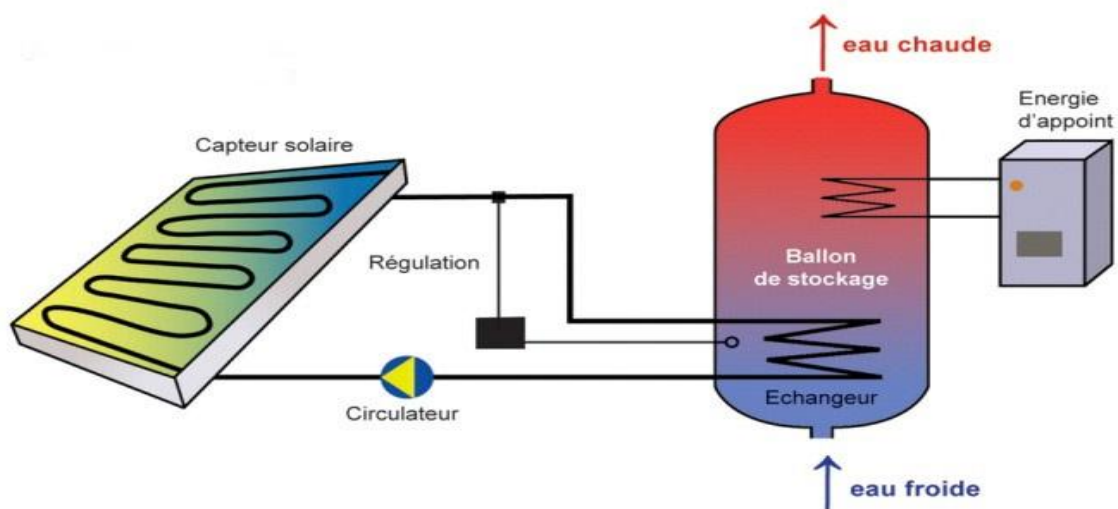 eau chaude
Energie
d'appoint
Capteur solaire
Régulation
Ballon
de stockage
Echangeur
Circulateur
eau froide